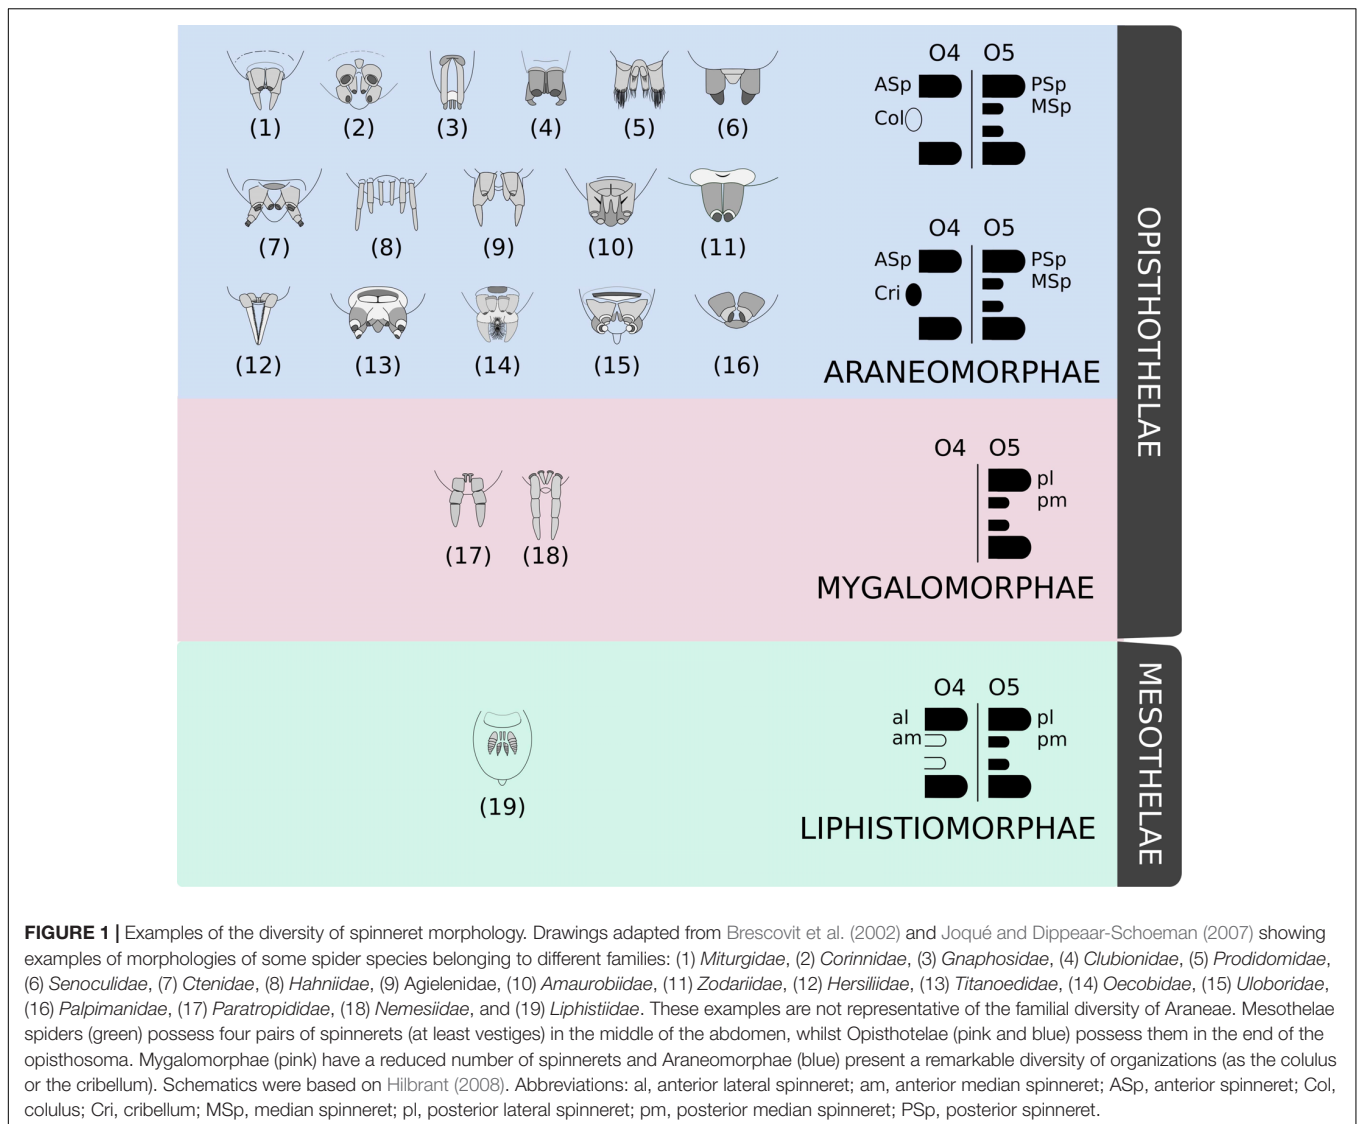 O4 O5
ASp PSp
MSp
Col
(1) (2) (3) (4) (5) (6)
(7) (8) (9) (10) (11)
O4 O5
ASp PSp
MSp
Cri
(12) (13) (14) (15) (16)
ARANEOMORPHAE
OPISTHOTHELAE
O4 O5
pl
pm
(17) (18)
MYGALOMORPHAE
MESOTHELAE
O4 O5
al pl
am pm
(19)
LIPHISTIOMORPHAE
FIGURE 1 | Examples of the diversity of spinneret morphology. Drawings adapted from Brescovit et al. (2002) and Joqué and Dippeaar-Schoeman (2007) showing
examples of morphologies of some spider species belonging to different families: (1) Miturgidae, (2) Corinnidae, (3) Gnaphosidae, (4) Clubionidae, (5) Prodidomidae,
(6) Senoculidae, (7) Ctenidae, (8) Hahniidae, (9) Agielenidae, (10) Amaurobiidae, (11) Zodariidae, (12) Hersiliidae, (13) Titanoedidae, (14) Oecobidae, (15) Uloboridae,
(16) Palpimanidae, (17) Paratropididae, (18) Nemesiidae, and (19) Liphistiidae. These examples are not representative of the familial diversity of Araneae. Mesothelae
spiders (green) possess four pairs of spinnerets (at least vestiges) in the middle of the abdomen, whilst Opisthotelae (pink and blue) possess them in the end of the
opisthosoma. Mygalomorphae (pink) have a reduced number of spinnerets and Araneomorphae (blue) present a remarkable diversity of organizations (as the colulus
or the cribellum). Schematics were based on Hilbrant (2008). Abbreviations: al, anterior lateral spinneret; am, anterior median spinneret; ASp, anterior spinneret; Col,
colulus; Cri, cribellum; MSp, median spinneret; pl, posterior lateral spinneret; pm, posterior median spinneret; PSp, posterior spinneret.